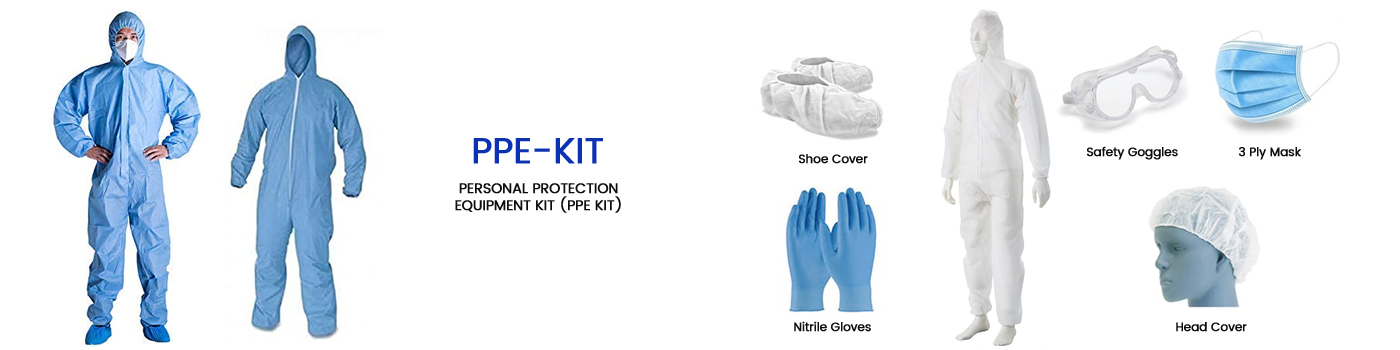 PPE-KIT
PERSONAL PROTECTION
EQUIPMENT KIT (PPE KIT)
Shoe Cover
Safety Goggles
3 Ply Mask
Nitrile Gloves
Head Cover